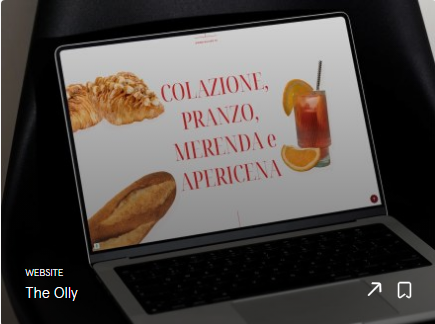 COLAZIONE,
PRANZO,
MERENDA e
APERICENA
WEBSITE
The Olly